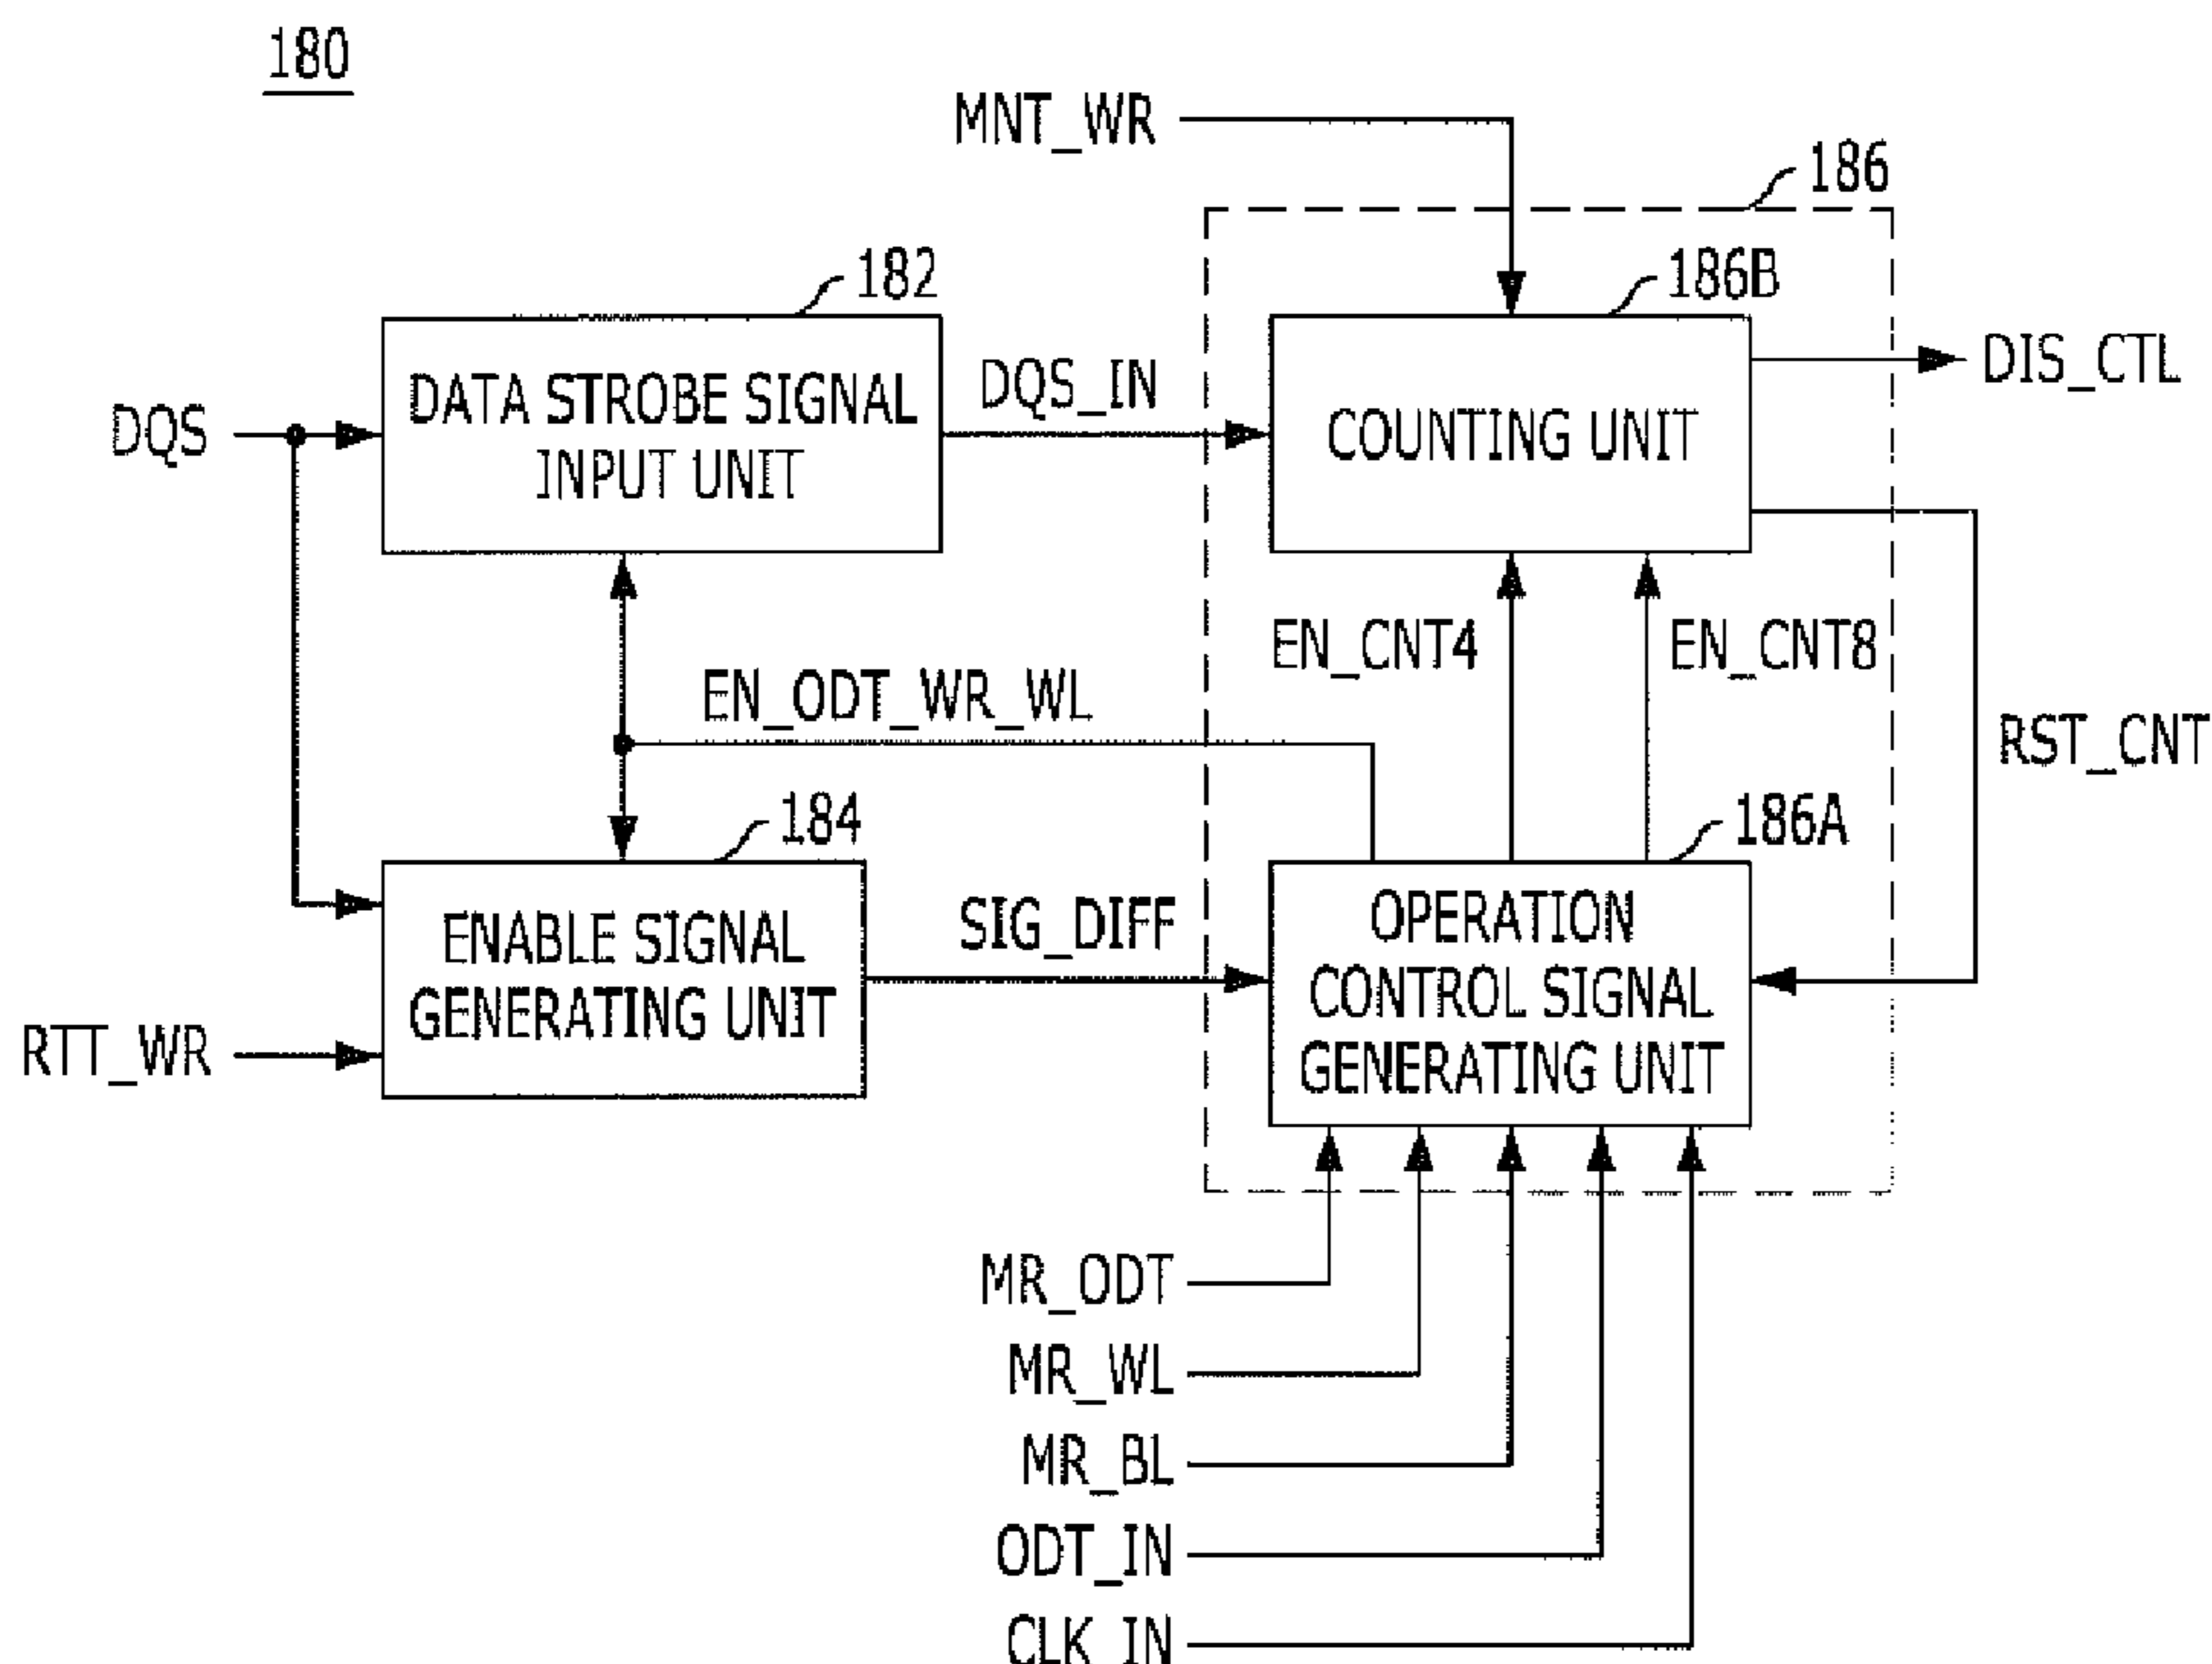 180
MNT_WR
186
182
186B
DATA STROBE SIGNAL
INPUT UNIT
DQS_IN
COUNTING UNIT
DIS_CTL
DQS
EN_CNT4
EN_CNT8
EN_ODT_WR_WL
RST_CNT
184
186A
ENABLE SIGNAL
GENERATING UNIT
SIG_DIFF
OPERATION
CONTROL SIGNAL
GENERATING UNIT
RTT_WR
MR_ODT
MR_WL
MR_BL
ODT_IN
CLK_IN